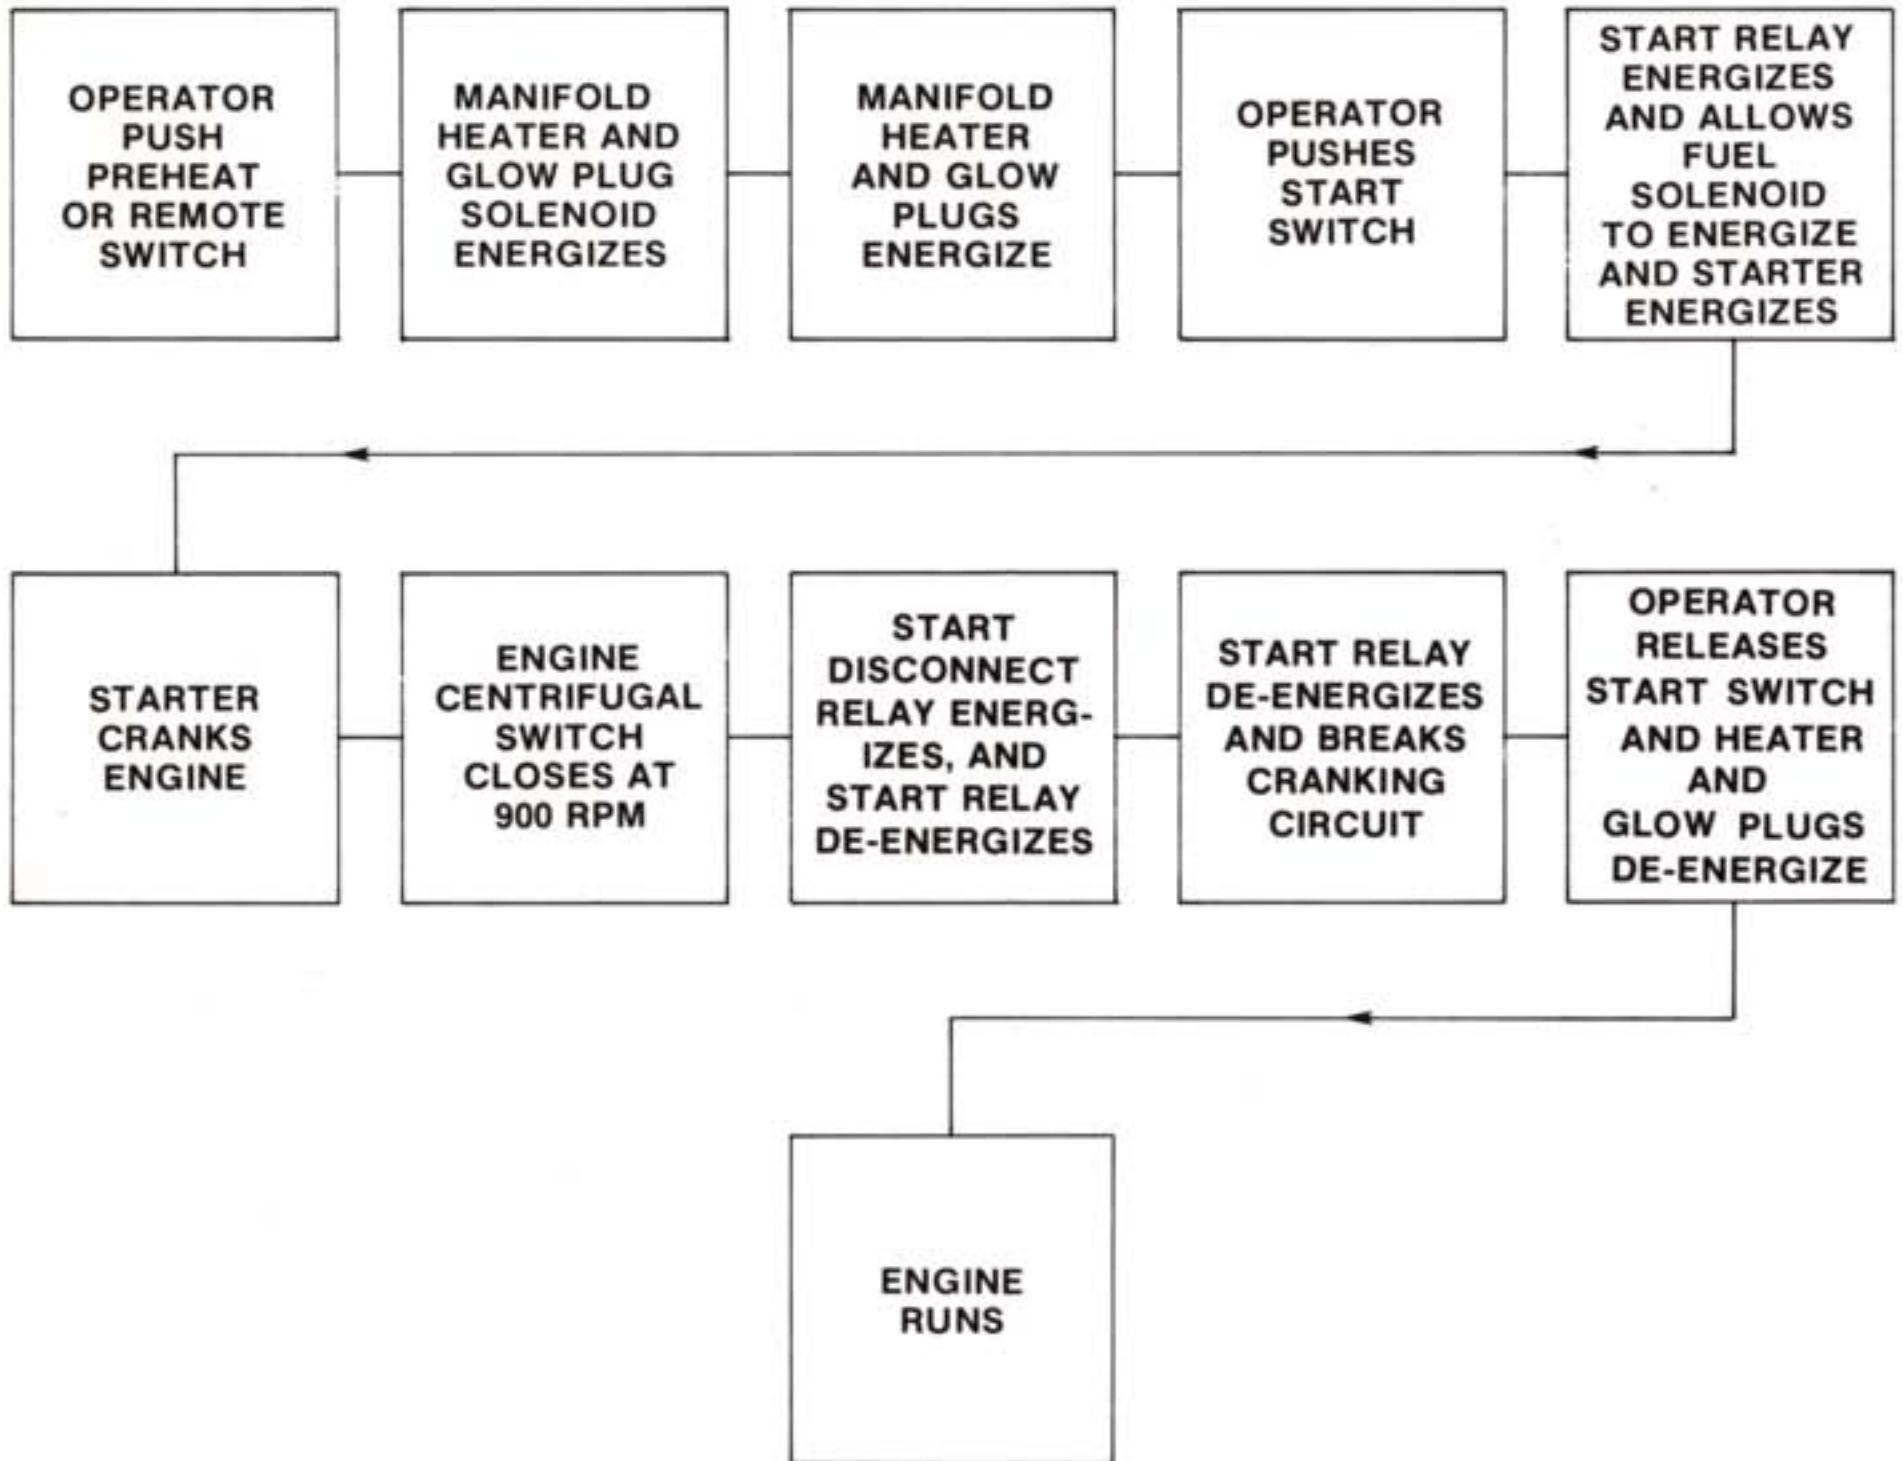 OPERATOR
PUSH
PREHEAT
OR REMOTE
SWITCH
MANIFOLD
HEATER AND
GLOW PLUG
SOLENOID
ENERGIZES
MANIFOLD
HEATER
AND GLOW
PLUGS
ENERGIZE
OPERATOR
PUSHES
START
SWITCH
START RELAY
ENERGIZES
AND ALLOWS
FUEL
SOLENOID
TO ENERGIZE
AND STARTER
ENERGIZES
STARTER
CRANKS
ENGINE
ENGINE
CENTRIFUGAL
SWITCH
CLOSES AT
900 RPM
START
DISCONNECT
RELAY ENERG-
IZES, AND
START RELAY
DE-ENERGIZES
START RELAY
DE-ENERGIZES
AND BREAKS
CRANKING
CIRCUIT
OPERATOR
RELEASES
START SWITCH
AND HEATER
AND
GLOW PLUGS
DE-ENERGIZE
ENGINE
RUNS